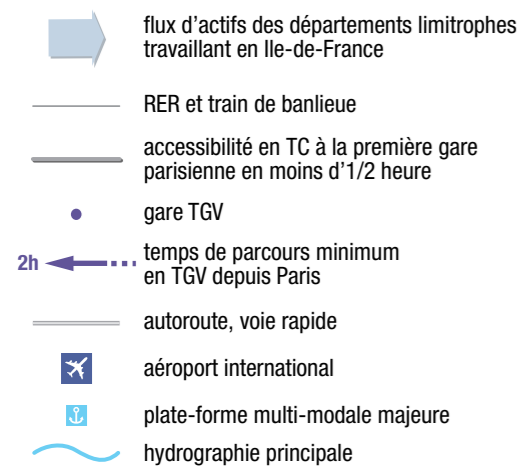 flux d'actifs des départements limitrophes
travaillant en Ile-de-France
RER et train de banlieue
accessibilité en TC à la première gare
parisienne en moins d'1/2 heure
gare TGV
2h
temps de parcours minimum
en TGV depuis Paris
autoroute, voie rapide
aéroport international
plate-forme multi-modale majeure
hydrographie principale